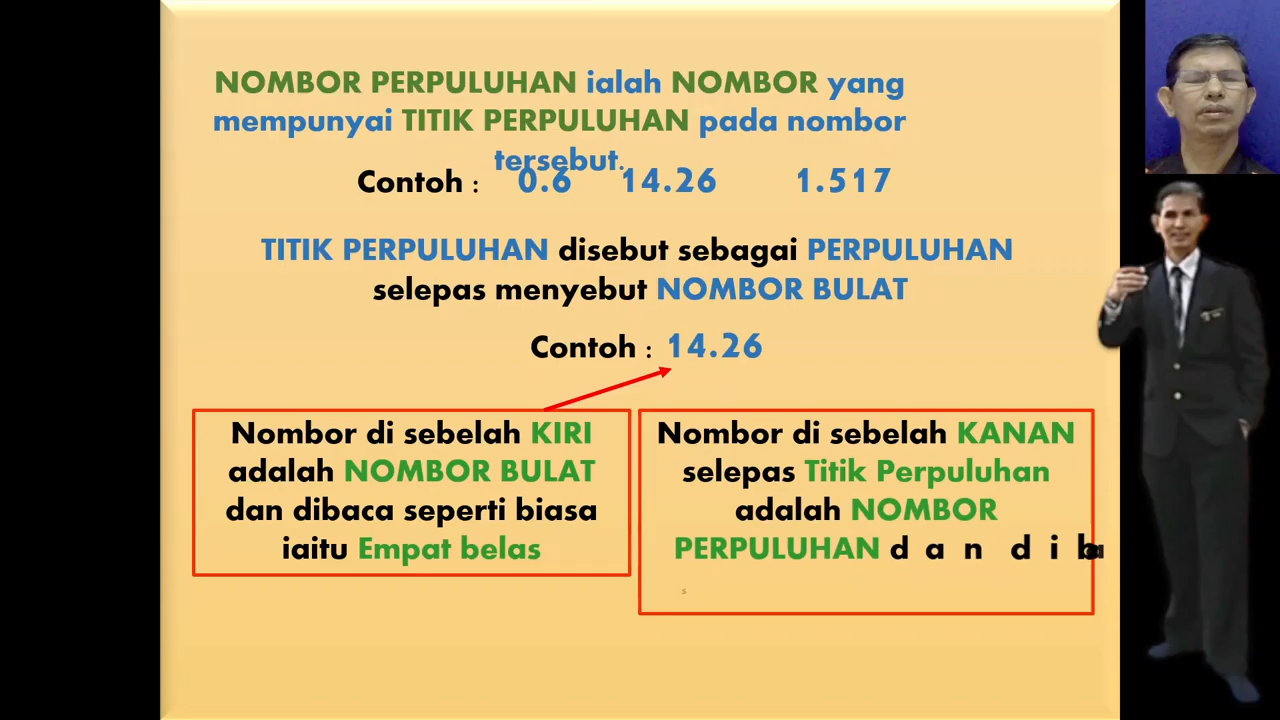 NOMBOR PERPULUHAN ialah NOMBOR yang
mempunyai TITIK PERPULUHAN pada nombor
tersebut.
Contoh : 0.6 14.26 1.517
TITIK PERPULUHAN disebut sebagai PERPULUHAN
selepas menyebut NOMBOR BULAT
Contoh : 14.26
Nombor di sebelah KIRI
adalah NOMBOR BULAT
dan dibaca seperti biasa
iaitu Empat belas
Nombor di sebelah KANAN
selepas Titik Perpuluhan
adalah NOMBOR
PERPULUHAN d a n d i b a
s